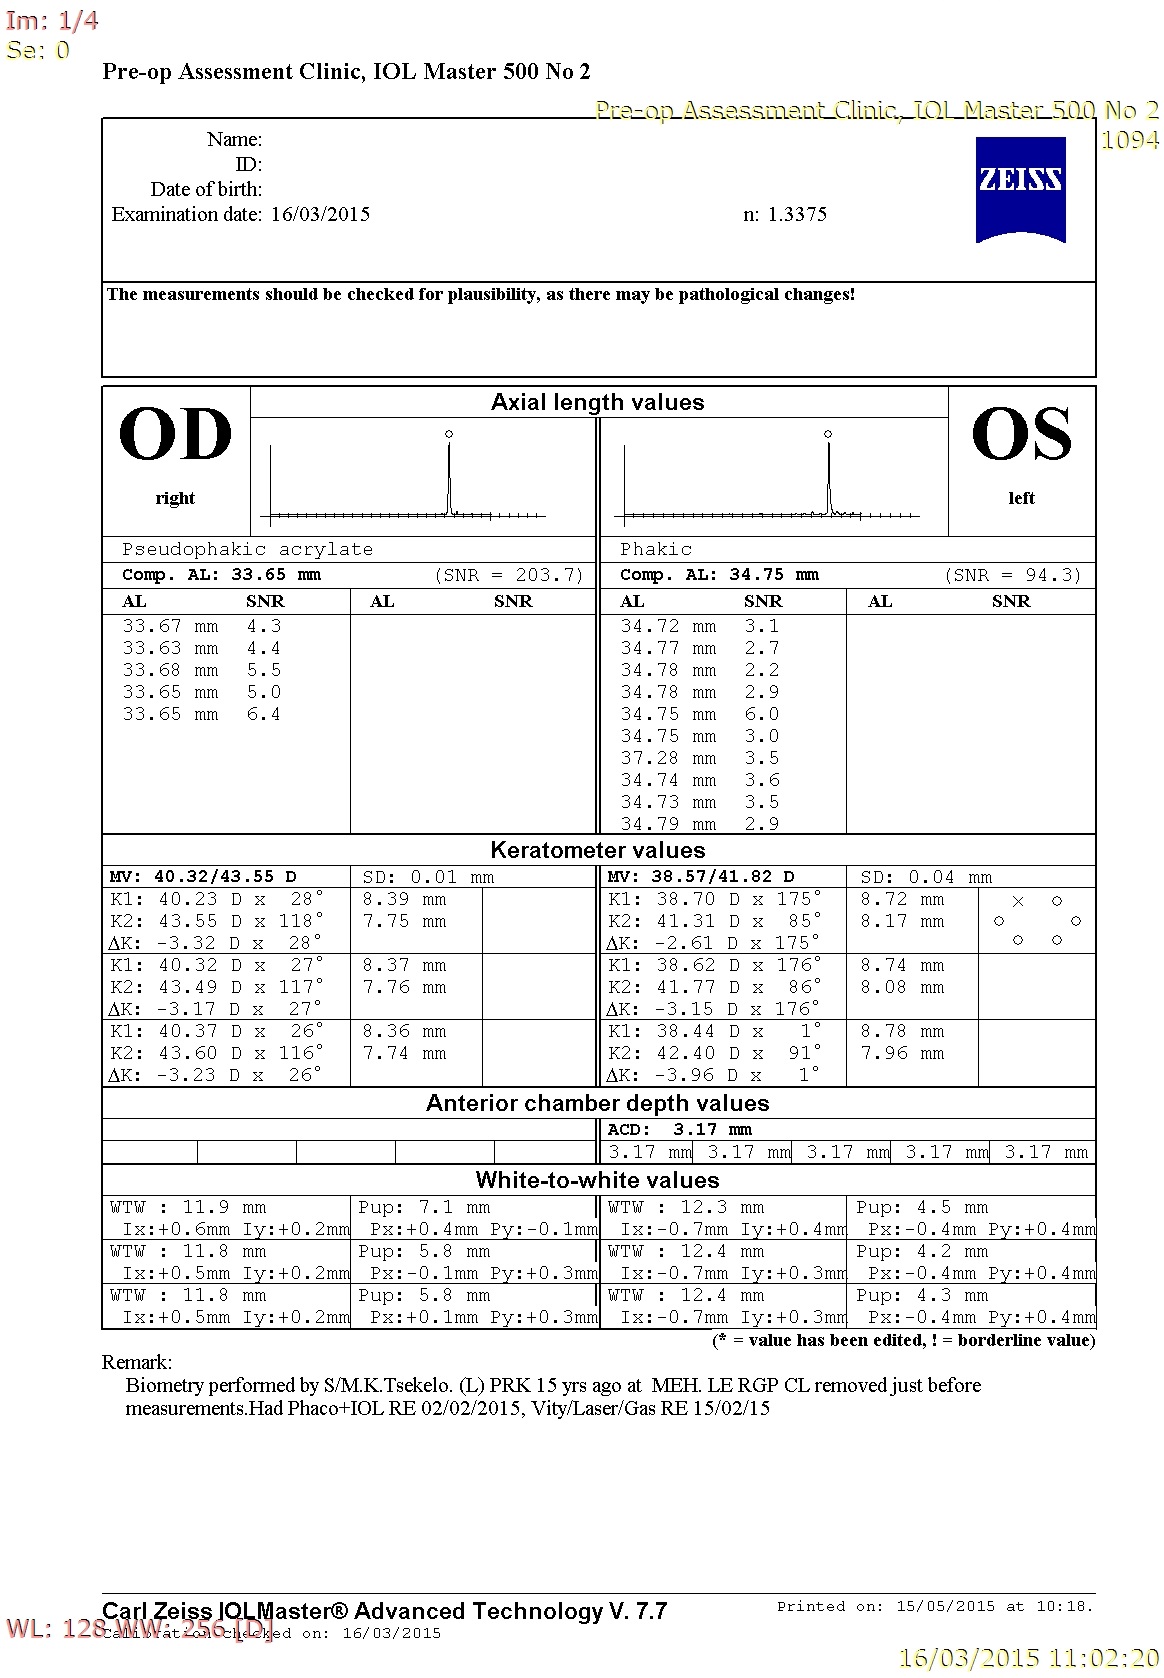 Im: 1/4
Se: 0
Pre-op Assessment Clinic, IOL Master 500 No 2
Pre-op Assessment Clinic, IOL Master 500 No 2
1094
Name:
ID:
Date of birth:
Examination date: 16/03/2015 n: 1.3375
ZEISS
The measurements should be checked for plausibility, as there may be pathological changes!
OD right
Axial length values
OS left
Pseudophakic acrylate Phakic
Comp. AL: 33.65 mm (SNR = 203.7) Comp. AL: 34.75 mm (SNR = 94.3)
AL SNR AL SNR AL SNR AL SNR
33.67 mm 4.3 34.72 mm 3.1
33.63 mm 4.4 34.77 mm 2.7
33.68 mm 5.5 34.78 mm 2.2
33.65 mm 5.0 34.78 mm 2.9
33.65 mm 6.4 34.75 mm 6.0
34.75 mm 3.0
37.28 mm 3.5
34.74 mm 3.6
34.73 mm 3.5
34.79 mm 2.9
Keratometer values
MV: 40.32/43.55 D SD: 0.01 mm MV: 38.57/41.82 D SD: 0.04 mm
K1: 40.23 D x 28° 8.39 mm K1: 38.70 D x 175° 8.72 mm
K2: 43.55 D x 118° 7.75 mm K2: 41.31 D x 85° 8.17 mm
ΔK: -3.32 D x 28° ΔK: -2.61 D x 175°
K1: 40.32 D x 27° 8.37 mm K1: 38.62 D x 176° 8.74 mm
K2: 43.49 D x 117° 7.76 mm K2: 41.77 D x 86° 8.08 mm
ΔK: -3.17 D x 27° ΔK: -3.15 D x 176°
K1: 40.37 D x 26° 8.36 mm K1: 38.44 D x 1° 8.78 mm
K2: 43.60 D x 116° 7.74 mm K2: 42.40 D x 91° 7.96 mm
ΔK: -3.23 D x 26° ΔK: -3.96 D x 1°
Anterior chamber depth values
ACD: 3.17 mm
3.17 mm 3.17 mm 3.17 mm 3.17 mm 3.17 mm
White-to-white values
WTW : 11.9 mm Pup: 7.1 mm WTW : 12.3 mm Pup: 4.5 mm
Ix:+0.6mm Iy:+0.2mm Px:+0.4mm Py:-0.1mm Ix:-0.7mm Iy:+0.4mm Px:-0.4mm Py:+0.4mm
WTW : 11.8 mm Pup: 5.8 mm WTW : 12.4 mm Pup: 4.2 mm
Ix:+0.5mm Iy:+0.2mm Px:-0.1mm Py:+0.3mm Ix:-0.7mm Iy:+0.3mm Px:-0.4mm Py:+0.4mm
WTW : 11.8 mm Pup: 5.8 mm WTW : 12.4 mm Pup: 4.3 mm
Ix:+0.5mm Iy:+0.2mm Px:+0.1mm Py:+0.3mm Ix:-0.7mm Iy:+0.3mm Px:-0.4mm Py:+0.4mm
(* = value has been edited, ! = borderline value)
Remark:
Biometry performed by S/M.K.Tsekelo. (L) PRK 15 yrs ago at MEH. LE RGP CL removed just before
measurements.Had Phaco+IOL RE 02/02/2015, Vity/Laser/Gas RE 15/02/15
Carl Zeiss IOLMaster® Advanced Technology V. 7.7 Printed on: 15/05/2015 at 10:18.
WL: 128 WW: 256 [D]
Calibration checked on: 16/03/2015
16/03/2015 11:02:20